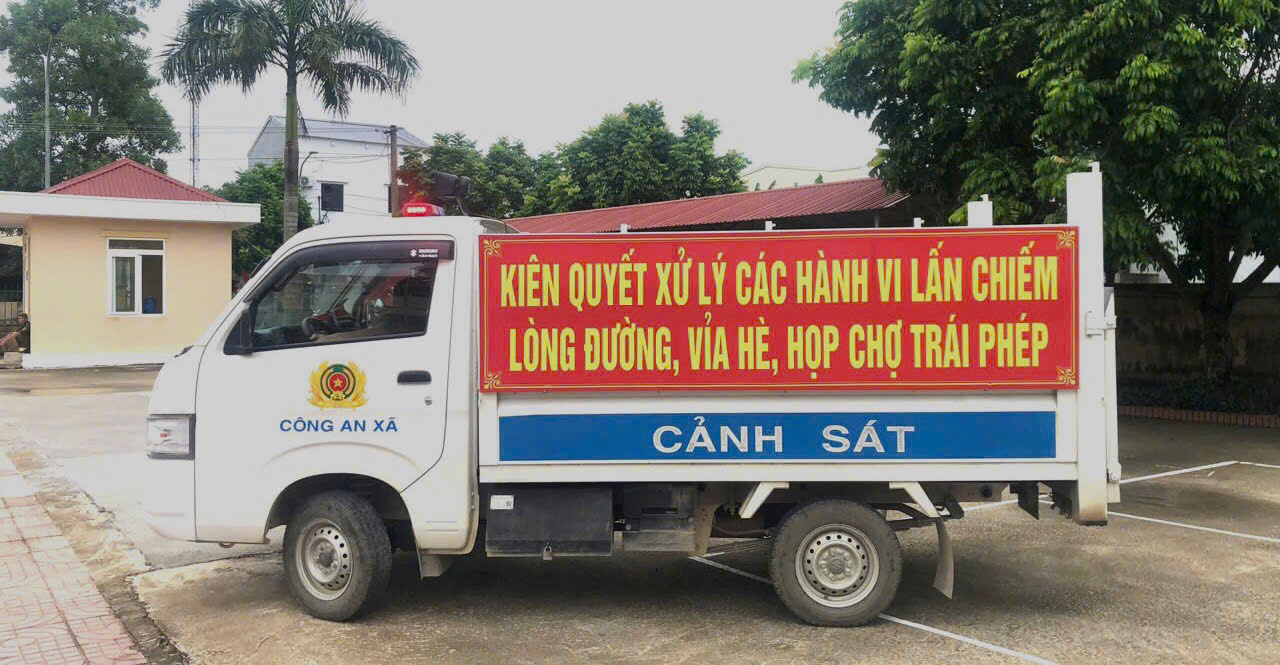 KIÊN QUYẾT XỬ LÝ CÁC HÀNH VI LẤN CHIẾM
LÒNG ĐƯỜNG, VỈA HÈ, HỌP CHỢ TRÁI PHÉP
CÔNG AN XÃ
CẢNH SÁT